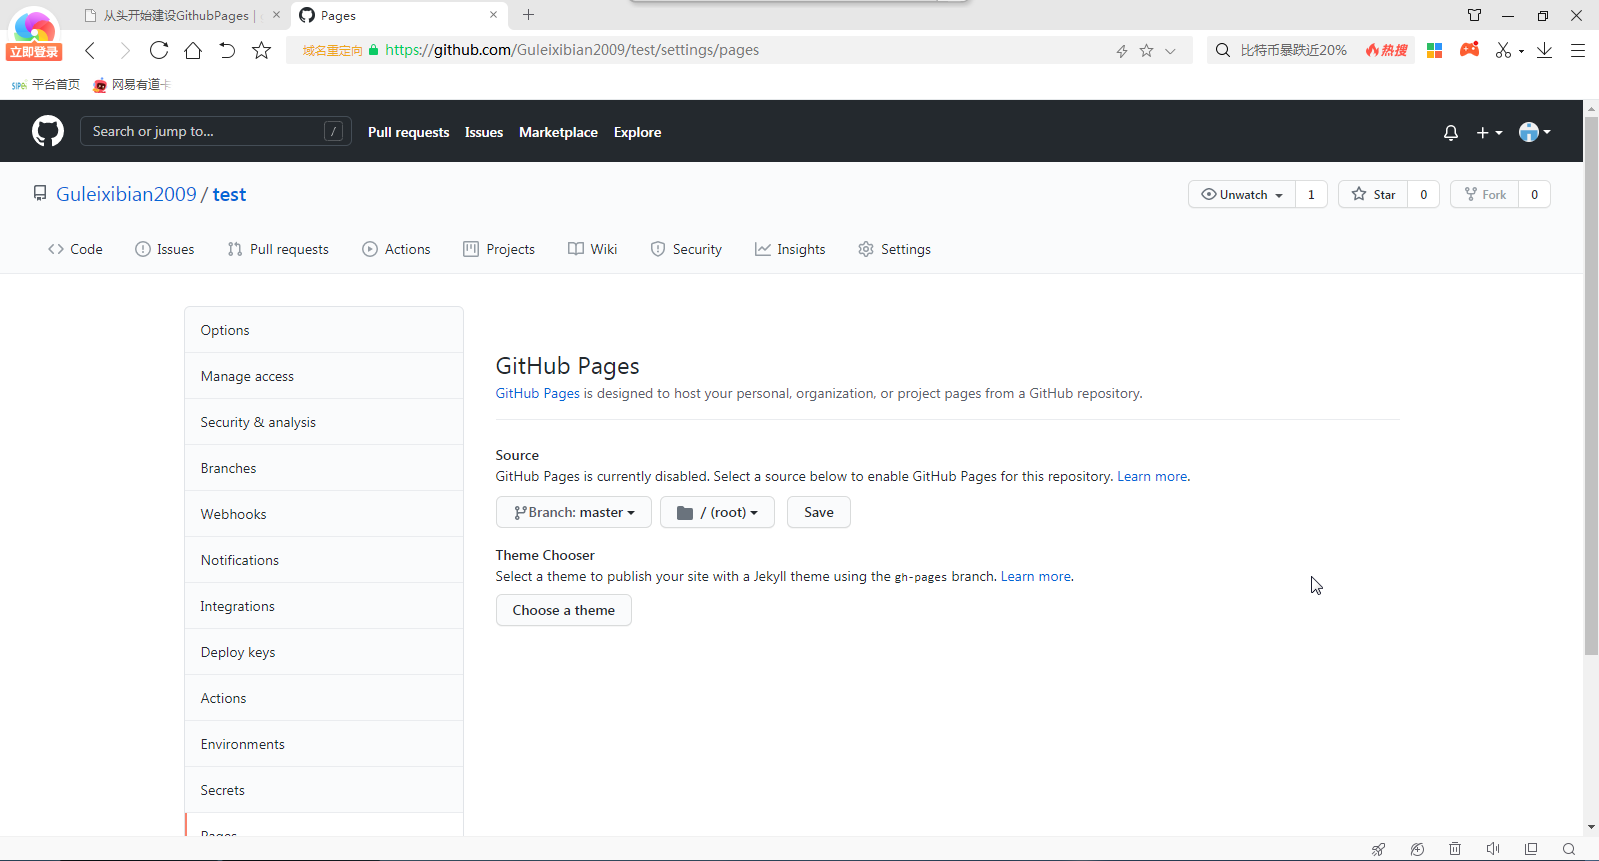 从头开始建设GithubPages |
Pages
立即登录
域名重定向 https://github.com/Guleixibian2009/test/settings/pages
比特币暴跌近20% 热搜
平台首页 网易有道卡
Search or jump to... /
Pull requests Issues Marketplace Explore
Guleixibian2009 / test
Unwatch 1 Star 0 Fork 0
Code Issues Pull requests Actions Projects Wiki Security Insights Settings
Options
Manage access
Security & analysis
Branches
Webhooks
Notifications
Integrations
Deploy keys
Actions
Environments
Secrets
Pages
GitHub Pages
GitHub Pages is designed to host your personal, organization, or project pages from a GitHub repository.
Source
GitHub Pages is currently disabled. Select a source below to enable GitHub Pages for this repository. Learn more.
Branch: master / (root) Save
Theme Chooser
Select a theme to publish your site with a Jekyll theme using the gh-pages branch. Learn more.
Choose a theme